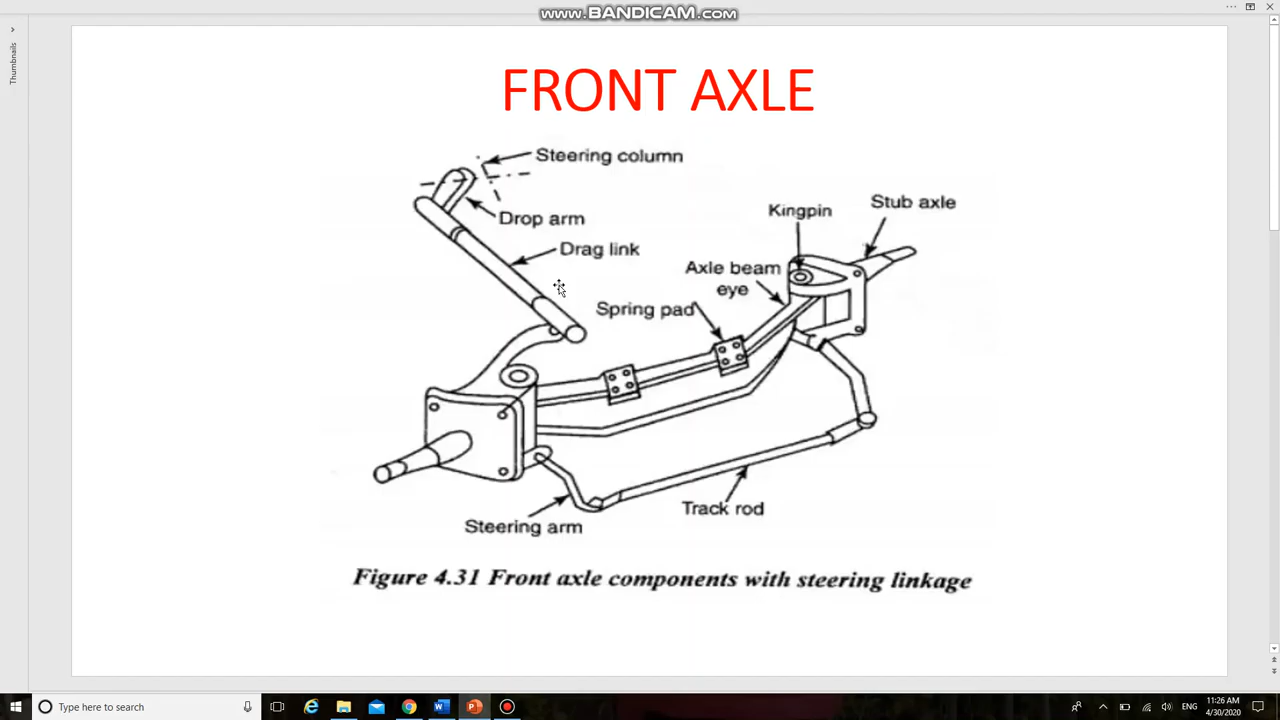 www.BANDICAM.com
Thumbnails
FRONT AXLE
Steering column
Drop arm
Drag link
Kingpin
Stub axle
Axle beam
eye
Spring pad
Steering arm
Track rod
Figure 4.31 Front axle components with steering linkage
Type here to search
ENG
11:26 AM
4/30/2020